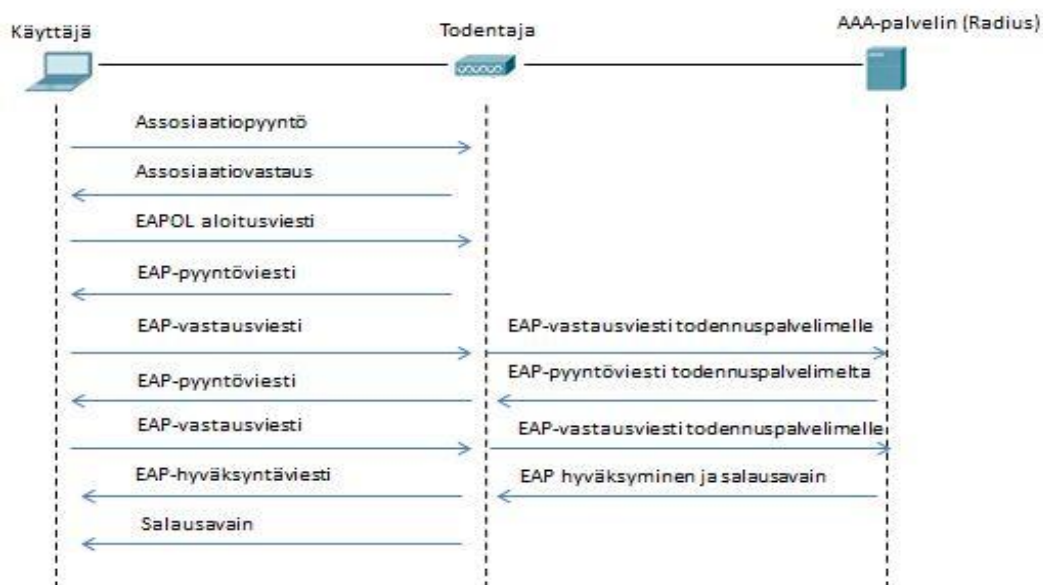 Käyttäjä
Todentaja
AAA-palvelin (Radius)
Assosiaatiopyyntö
Assosiaatiovastaus
EAPOL aloitusviesti
EAP-pyyntöviesti
EAP-vastausviesti
EAP-vastausviesti todennuspalvelimelle
EAP-pyyntöviesti
EAP-pyyntöviesti todennuspalvelimelta
EAP-vastausviesti
EAP-vastausviesti todennuspalvelimelle
EAP-hyväksyntäviesti
EAP hyväksyminen ja salausavain
Salausavain